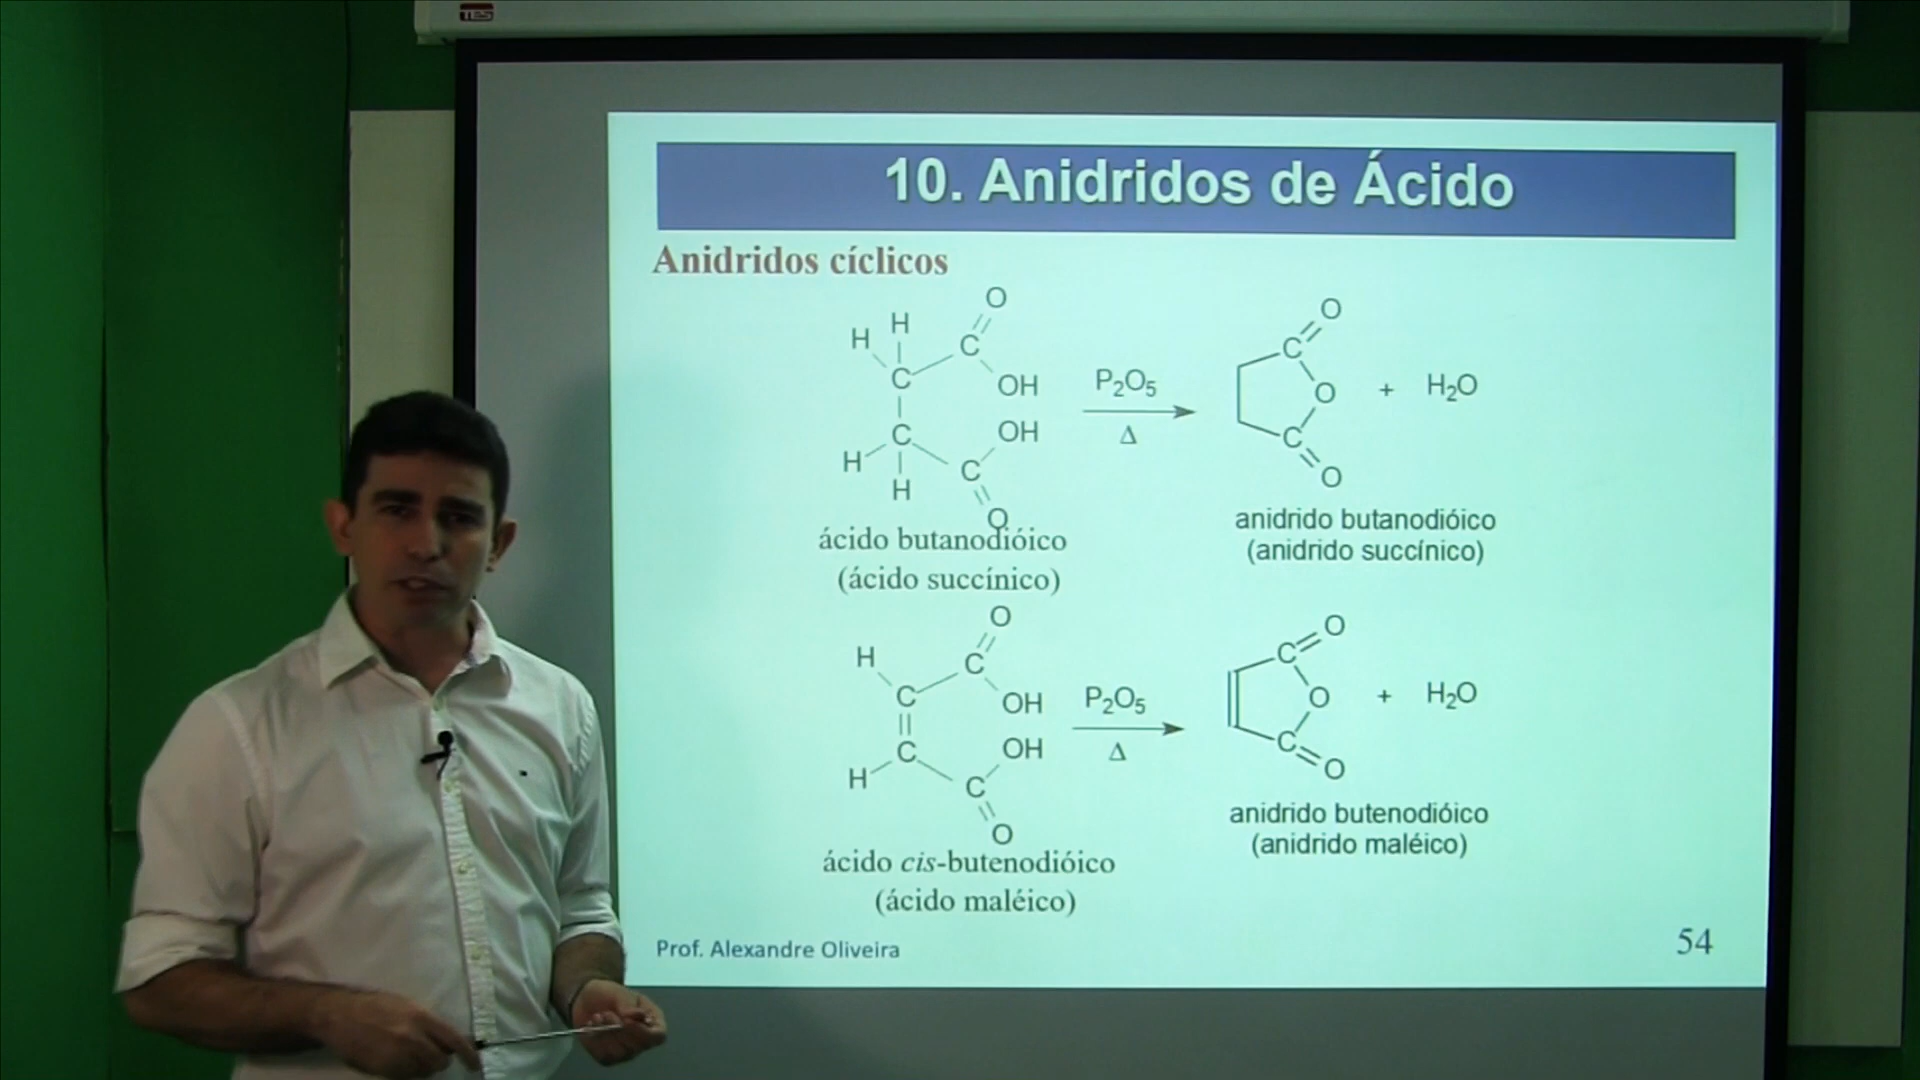 TES
10. Anidridos de Ácido
Anidridos cíclicos
H H C O
C OH P₂O₅ C O O + H₂O
C OH Δ C
H H C O O
ácido butanodióico
(ácido succínico)
anidrido butanodióico
(anidrido succínico)
H C O
C OH P₂O₅ C O O + H₂O
C OH Δ C
H C O O
ácido cis-butenodióico
(ácido maléico)
anidrido butenodióico
(anidrido maléico)
Prof. Alexandre Oliveira
54